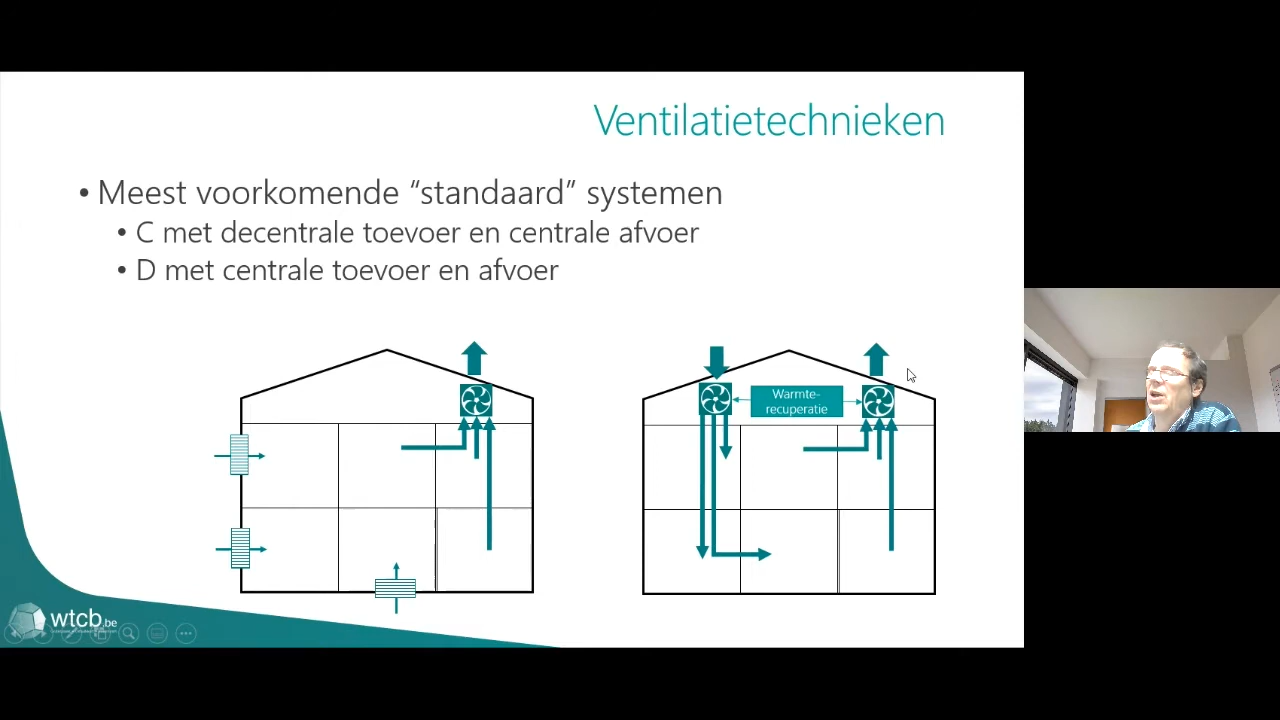 Ventilatietechnieken
• Meest voorkomende “standaard” systemen
• C met decentrale toevoer en centrale afvoer
• D met centrale toevoer en afvoer
Warmte-
recuperatie
wtcb.be